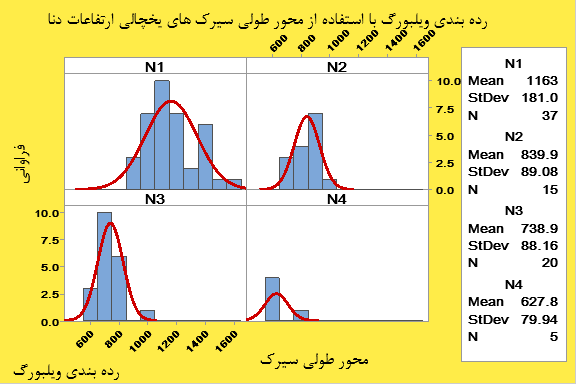 رده بندی ویلبورگ با استفاده از محور طولی سیرک های یخچالی ارتفاعات دنا
600 800 1000 1200 1400 1600
N1 N2
10.0
7.5
5.0
2.5
0.0
فراوانی
N3 N4
10.0
7.5
5.0
2.5
0.0
600 800 1000 1200 1400 1600
محور طولی سیرک
رده بندی ویلبورگ
N1
Mean 1163
StDev 181.0
N 37
N2
Mean 839.9
StDev 89.08
N 15
N3
Mean 738.9
StDev 88.16
N 20
N4
Mean 627.8
StDev 79.94
N 5